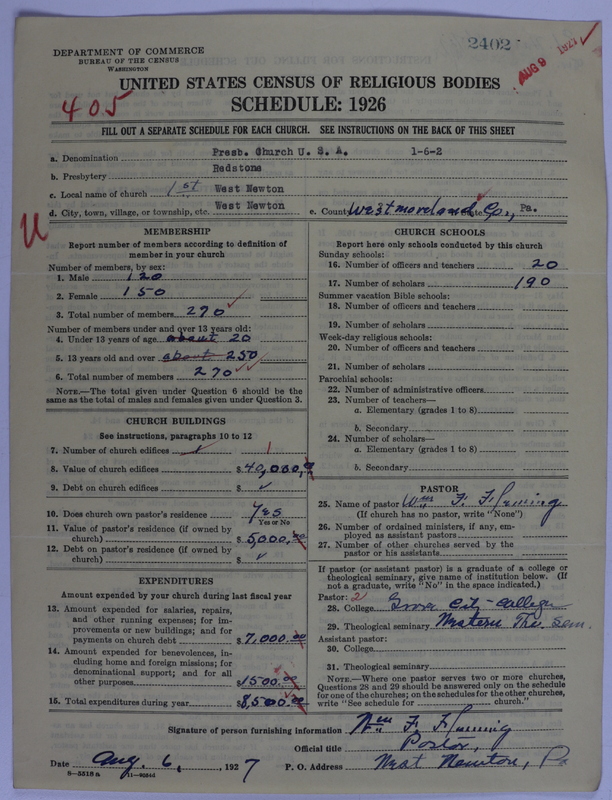 2402
AUG 9 1927
DEPARTMENT OF COMMERCE
BUREAU OF THE CENSUS
WASHINGTON
UNITED STATES CENSUS OF RELIGIOUS BODIES
405
SCHEDULE: 1926
FILL OUT A SEPARATE SCHEDULE FOR EACH CHURCH. SEE INSTRUCTIONS ON THE BACK OF THIS SHEET
a. Denomination Presb. Church U. S. A. 1-6-2
b. Presbytery Redstone
c. Local name of church 1st West Newton
d. City, town, village, or township, etc. West Newton e. County Westmoreland Co., State Pa.
U
MEMBERSHIP
Report number of members according to definition of member in your church
Number of members, by sex:
1. Male 120
2. Female 150
3. Total number of members 270
Number of members under and over 13 years old:
4. Under 13 years of age about 20
5. 13 years old and over about 250
6. Total number of members 270
NOTE.—The total given under Question 6 should be the same as the total of males and females given under Question 3.
CHURCH BUILDINGS
See instructions, paragraphs 10 to 12
7. Number of church edifices 1
8. Value of church edifices $40,000.
9. Debt on church edifices $
10. Does church own pastor's residence Yes
Yes or No
11. Value of pastor's residence (if owned by church) $5,000.00
12. Debt on pastor's residence (if owned by church) $
EXPENDITURES
Amount expended by your church during last fiscal year
13. Amount expended for salaries, repairs, and other running expenses; for improvements or new buildings; and for payments on church debt $7,000.00
14. Amount expended for benevolences, including home and foreign missions; for denominational support; and for all other purposes $1500.00
15. Total expenditures during year $8,500.00
CHURCH SCHOOLS
Report here only schools conducted by this church
Sunday schools:
16. Number of officers and teachers 20
17. Number of scholars 190
Summer vacation Bible schools:
18. Number of officers and teachers
19. Number of scholars
Week-day religious schools:
20. Number of officers and teachers
21. Number of scholars
Parochial schools:
22. Number of administrative officers
23. Number of teachers—
a. Elementary (grades 1 to 8)
b. Secondary
24. Number of scholars—
a. Elementary (grades 1 to 8)
b. Secondary
PASTOR
25. Name of pastor Wm F. Fleming
(If church has no pastor, write "None")
26. Number of ordained ministers, if any, employed as assistant pastors
27. Number of other churches served by the pastor or his assistants
If pastor (or assistant pastor) is a graduate of a college or theological seminary, give name of institution below. (If not a graduate, write "No" in the space indicated.)
Pastor: 2
28. College Grove City College
29. Theological seminary Western Theo. Sem.
Assistant pastor:
30. College
31. Theological seminary
NOTE.—Where one pastor serves two or more churches, Questions 28 and 29 should be answered only on the schedule for one of the churches; on the schedules for the other churches, write "See schedule for church."
Signature of person furnishing information Wm F. Fleming
Official title Pastor,
Date Aug. 6, 1927 P. O. Address West Newton, Pa
8—5518 a